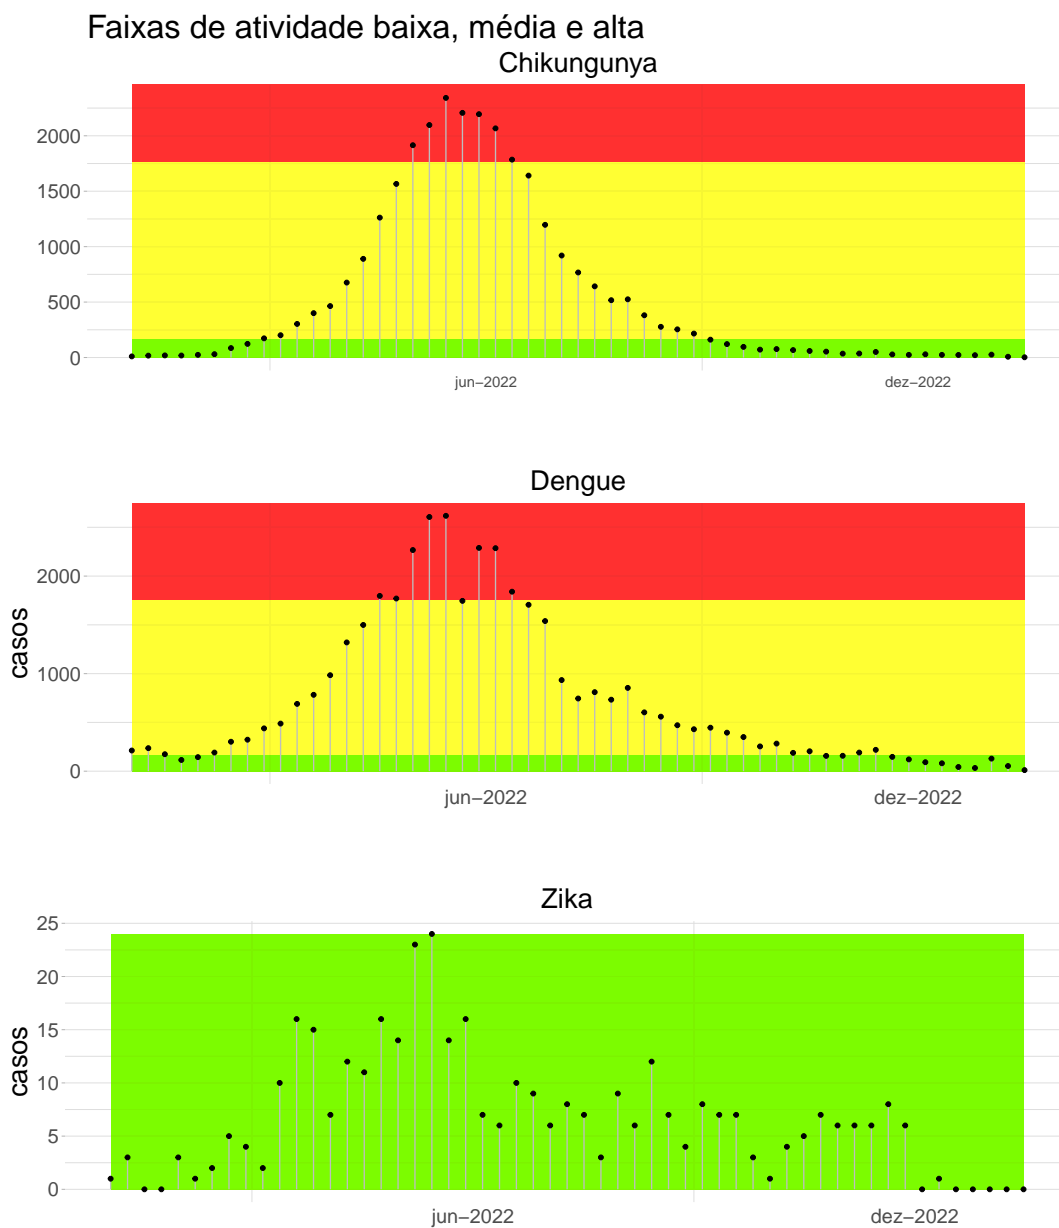 Faixas de atividade baixa, média e alta
Chikungunya
2000
1500
1000
500
0
jun−2022 dez−2022
Dengue
casos
2000
1000
0
jun−2022 dez−2022
Zika
casos
25
20
15
10
5
0
jun−2022 dez−2022